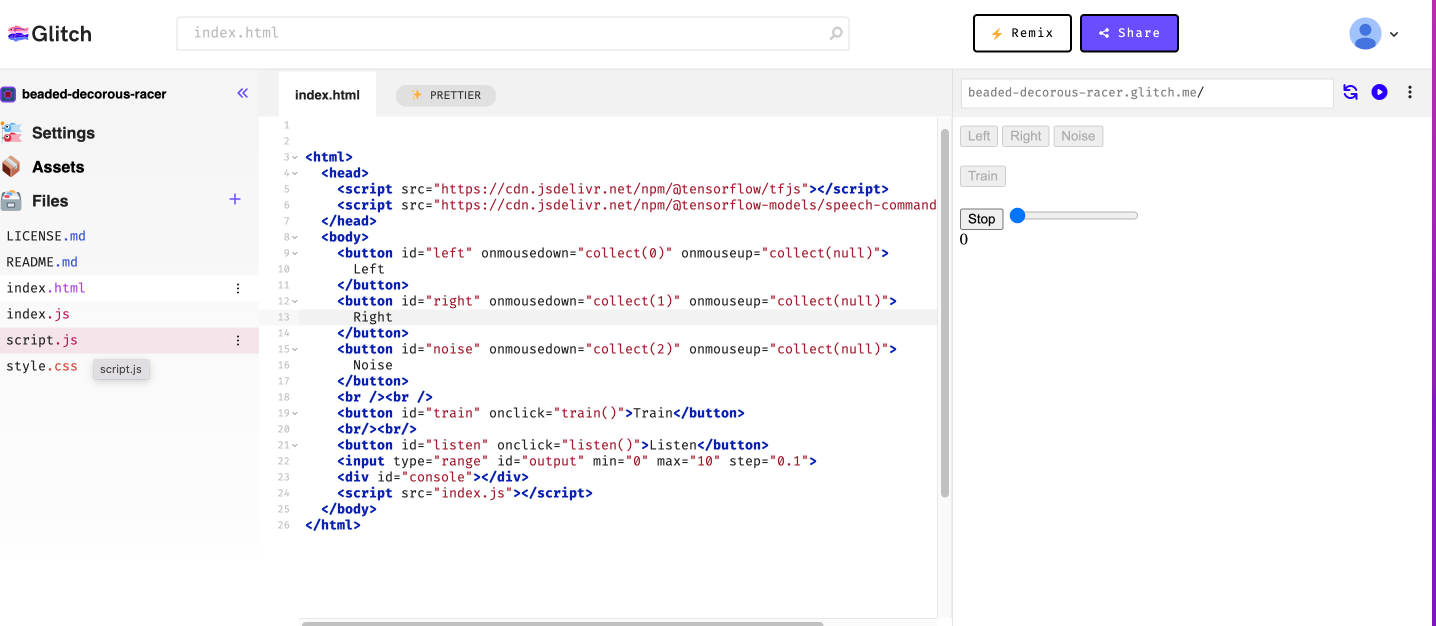 Glitch
index.html
⚡ Remix
Share
beaded-decorous-racer
«
Settings
Assets
Files
+
LICENSE.md
README.md
index.html
index.js
script.js
style.css
script.js
index.html
✨ PRETTIER
1
2
3 <html>
4 <head>
5 <script src="https://cdn.jsdelivr.net/npm/@tensorflow/tfjs"></script>
6 <script src="https://cdn.jsdelivr.net/npm/@tensorflow-models/speech-command
7 </head>
8 <body>
9 <button id="left" onmousedown="collect(0)" onmouseup="collect(null)">
10 Left
11 </button>
12 <button id="right" onmousedown="collect(1)" onmouseup="collect(null)">
13 Right
14 </button>
15 <button id="noise" onmousedown="collect(2)" onmouseup="collect(null)">
16 Noise
17 </button>
18 <br /><br />
19 <button id="train" onclick="train()">Train</button>
20 <br/><br/>
21 <button id="listen" onclick="listen()">Listen</button>
22 <input type="range" id="output" min="0" max="10" step="0.1">
23 <div id="console"></div>
24 <script src="index.js"></script>
25 </body>
26 </html>
beaded-decorous-racer.glitch.me/
Left Right Noise
Train
Stop
0